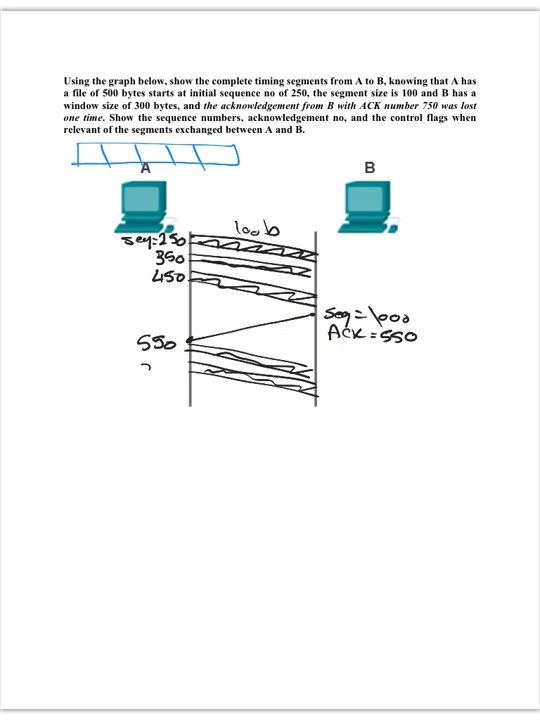 Using the graph below, show the complete timing segments from A to B, knowing that A has
a file of 500 bytes starts at initial sequence no of 250, the segment size is 100 and B has a
window size of 300 bytes, and the acknowledgement from B with ACK number 750 was lost
one time. Show the sequence numbers, acknowledgement no, and the control flags when
relevant of the segments exchanged between A and B.
A B
100b
seq=250
350
450
seq=1000
ACK=550
550